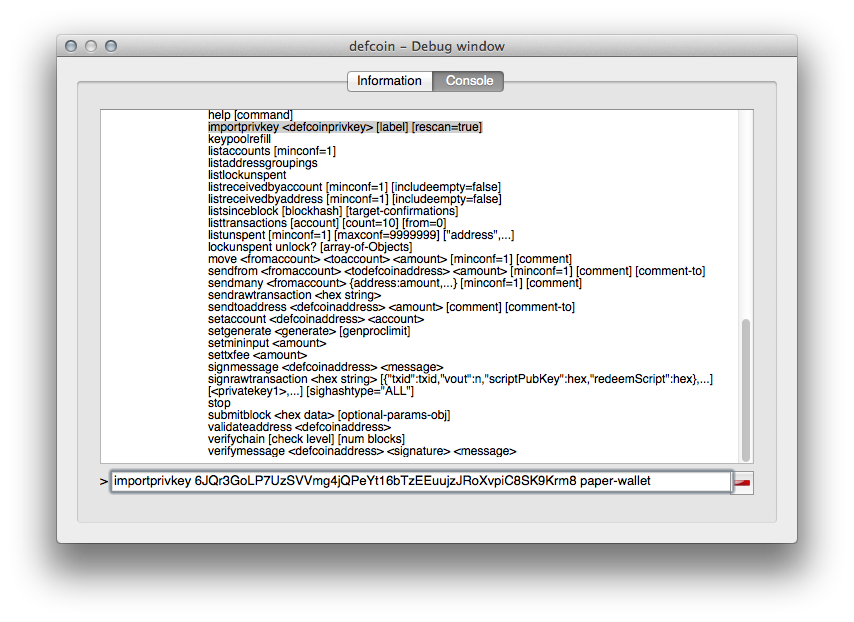 defcoin – Debug window
Information Console
help [command]
importprivkey <defcoinprivkey> [label] [rescan=true]
keypoolrefill
listaccounts [minconf=1]
listaddressgroupings
listlockunspent
listreceivedbyaccount [minconf=1] [includeempty=false]
listreceivedbyaddress [minconf=1] [includeempty=false]
listsinceblock [blockhash] [target-confirmations]
listtransactions [account] [count=10] [from=0]
listunspent [minconf=1] [maxconf=9999999] ["address",...]
lockunspent unlock? [array-of-Objects]
move <fromaccount> <toaccount> <amount> [minconf=1] [comment]
sendfrom <fromaccount> <todefcoinaddress> <amount> [minconf=1] [comment] [comment-to]
sendmany <fromaccount> {address:amount,...} [minconf=1] [comment]
sendrawtransaction <hex string>
sendtoaddress <defcoinaddress> <amount> [comment] [comment-to]
setaccount <defcoinaddress> <account>
setgenerate <generate> [genproclimit]
setmininput <amount>
settxfee <amount>
signmessage <defcoinaddress> <message>
signrawtransaction <hex string> [{"txid":txid,"vout":n,"scriptPubKey":hex,"redeemScript":hex},...]
[<privatekey1>,...] [sighashtype="ALL"]
stop
submitblock <hex data> [optional-params-obj]
validateaddress <defcoinaddress>
verifychain [check level] [num blocks]
verifymessage <defcoinaddress> <signature> <message>
> importprivkey 6JQr3GoLP7UzSVVmg4jQPeYt16bTzEEuujzJRoXvpiC8SK9Krm8 paper-wallet